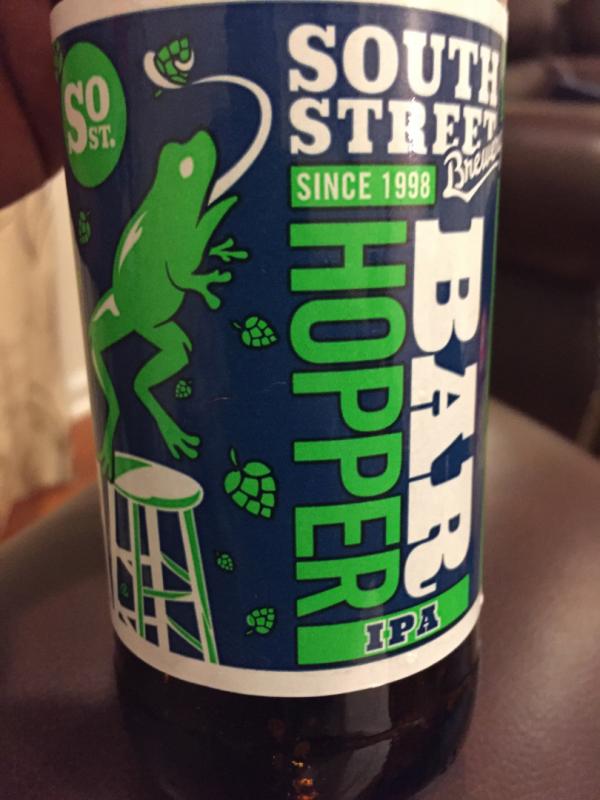 So
ST.
SOUTH
STREET
Brewery
SINCE 1998
BAR
HOPPER
IPA